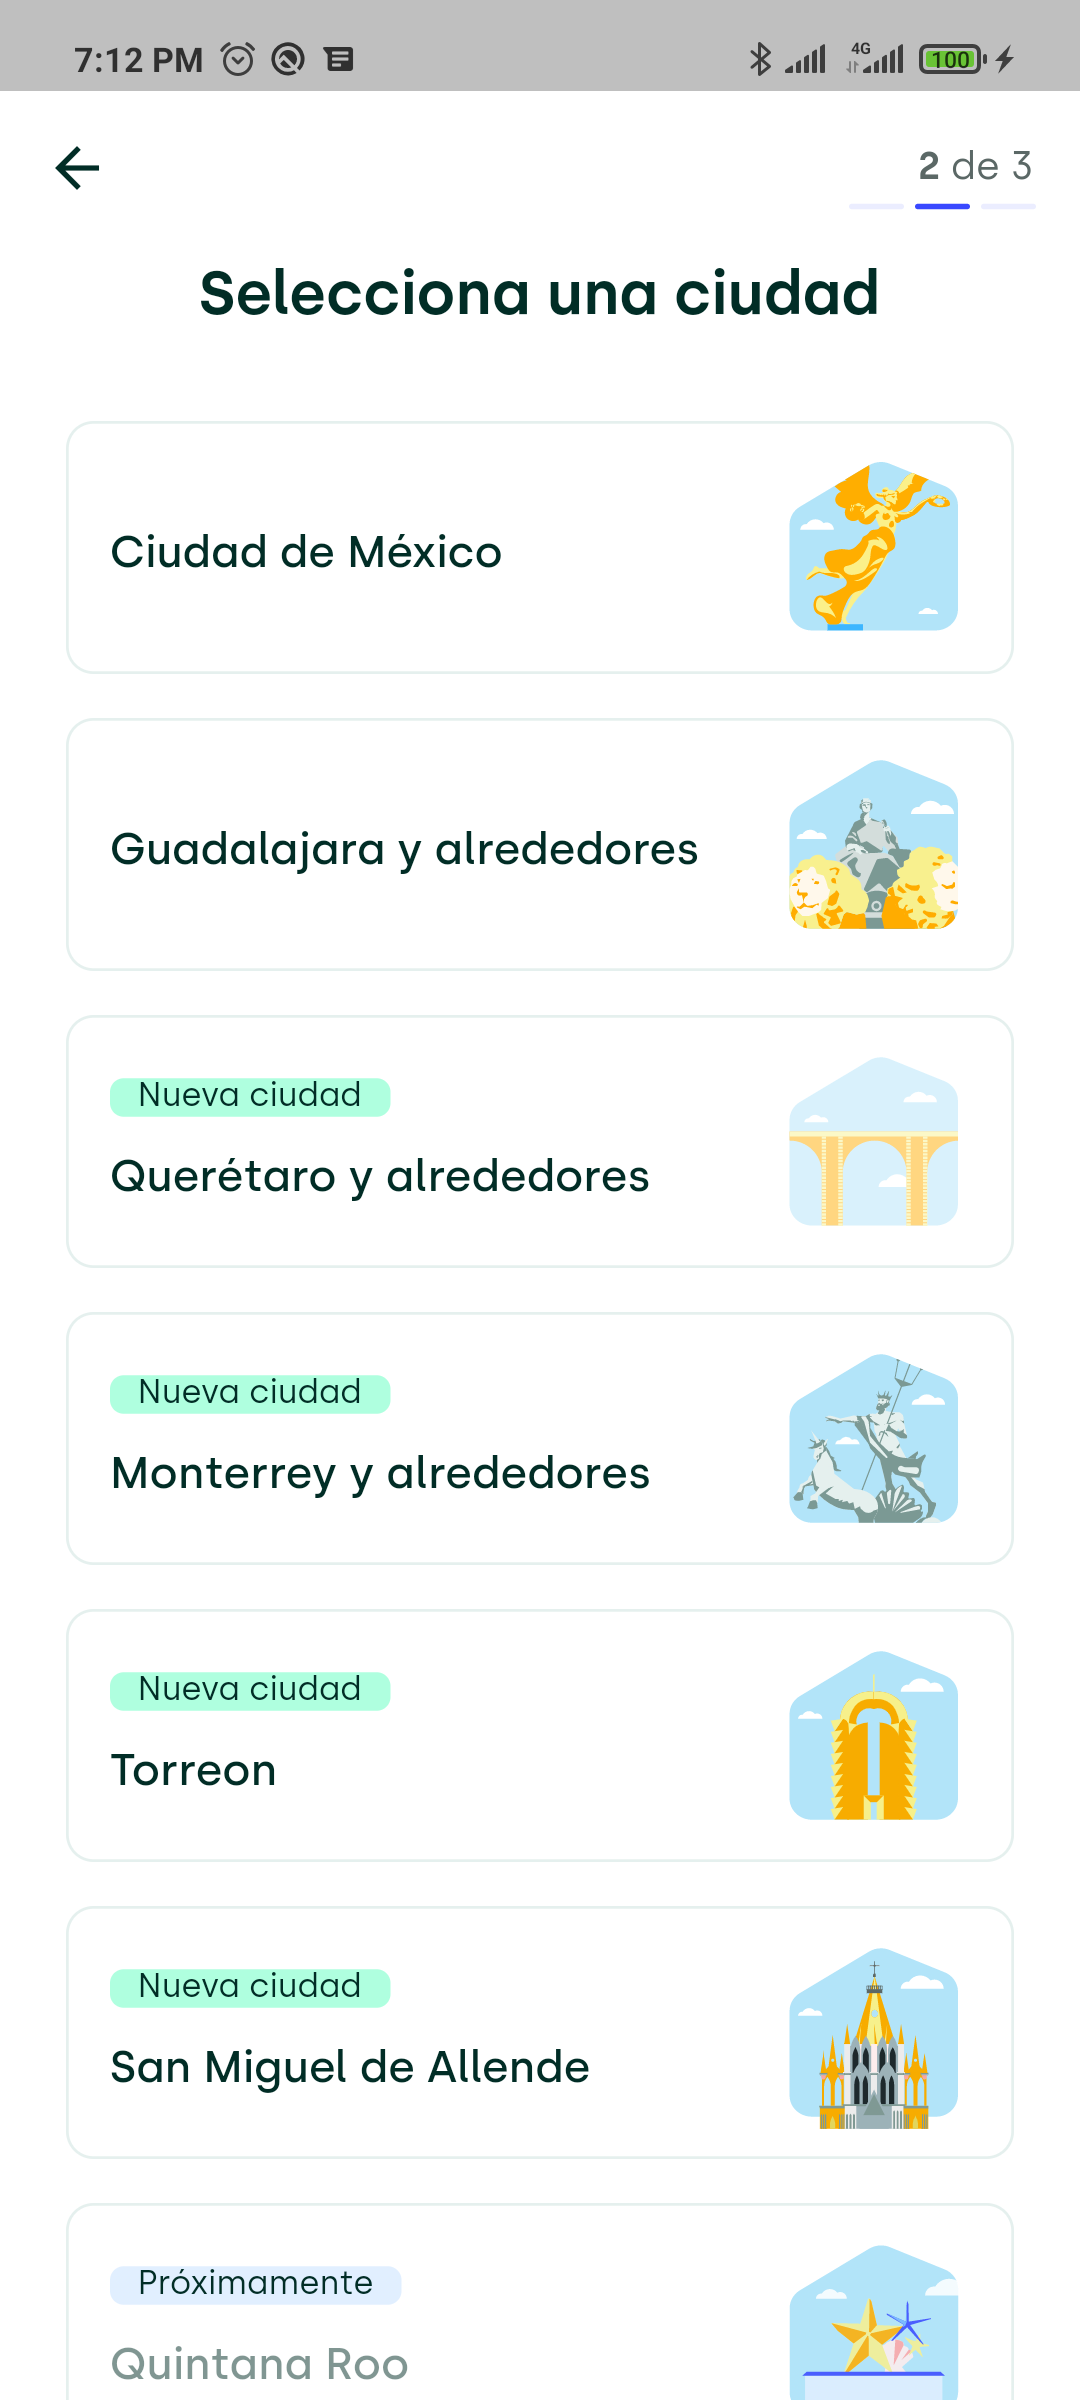 7:12 PM
4G
100
2 de 3
Selecciona una ciudad
Ciudad de México
Guadalajara y alrededores
Nueva ciudad
Querétaro y alrededores
Nueva ciudad
Monterrey y alrededores
Nueva ciudad
Torreon
Nueva ciudad
San Miguel de Allende
Próximamente
Quintana Roo